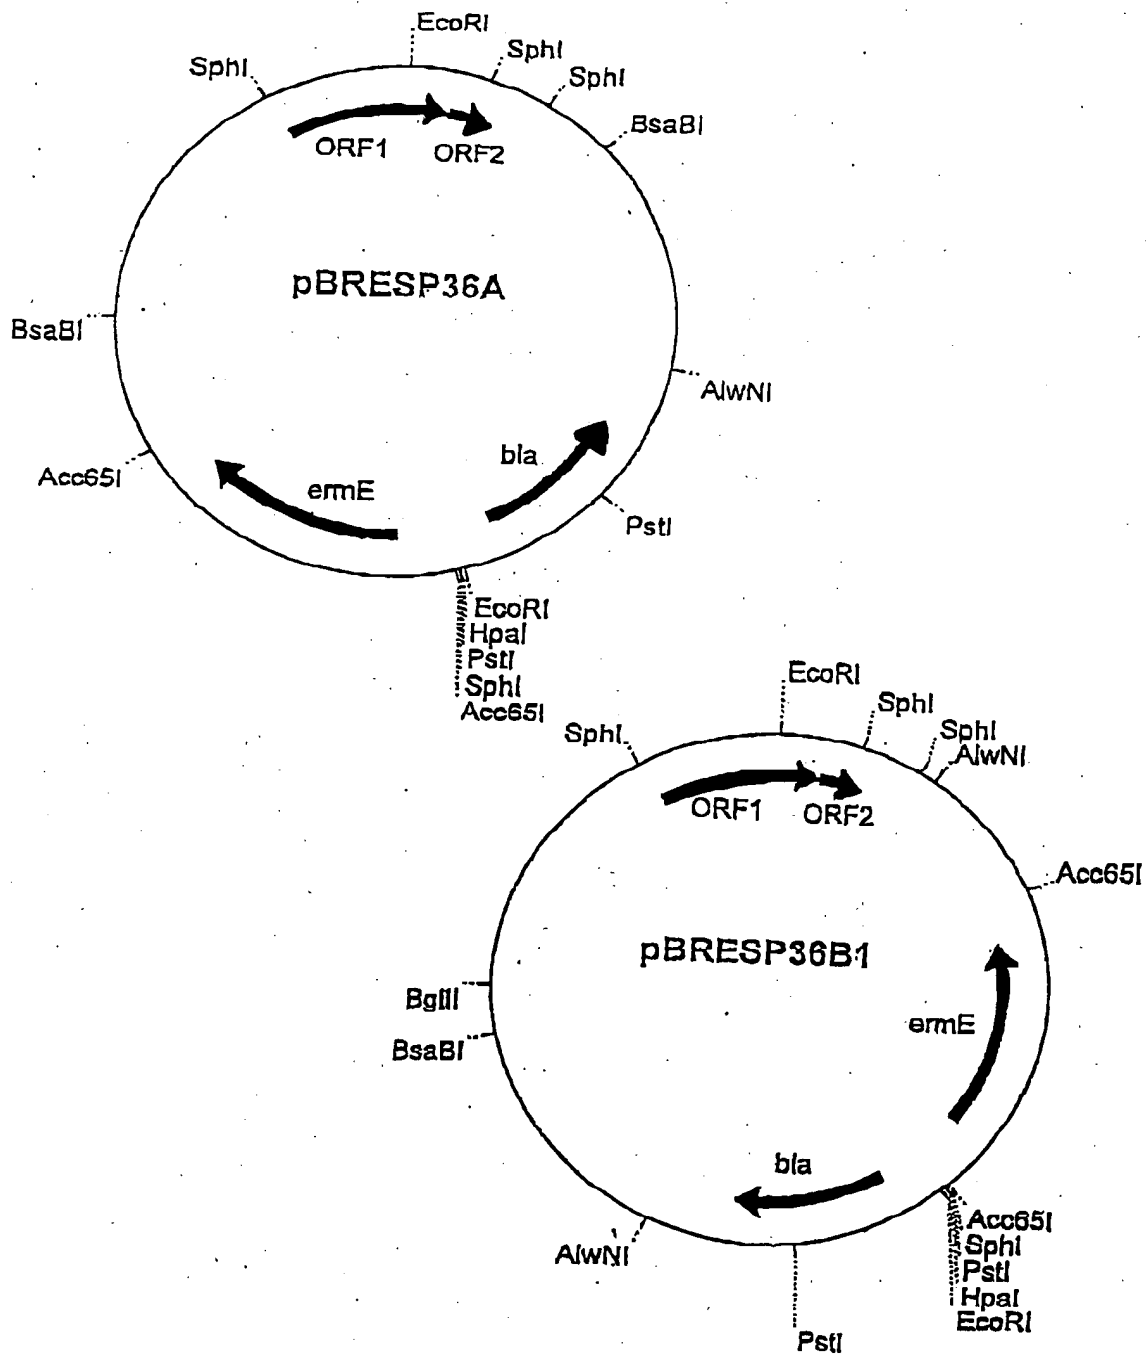 EcoRI
SphI
SphI
SphI
BsaBI
ORF1
ORF2
pBRESP36A
BsaBI
AlwNI
bla
Acc65I
ermE
PstI
EcoRI
HpaI
PstI
SphI
Acc65I
EcoRI
SphI
SphI
SphI
AlwNI
ORF1
ORF2
Acc65I
pBRESP36B1
BglII
ermE
BsaBI
bla
Acc65I
AlwNI
SphI
PstI
HpaI
EcoRI
PstI